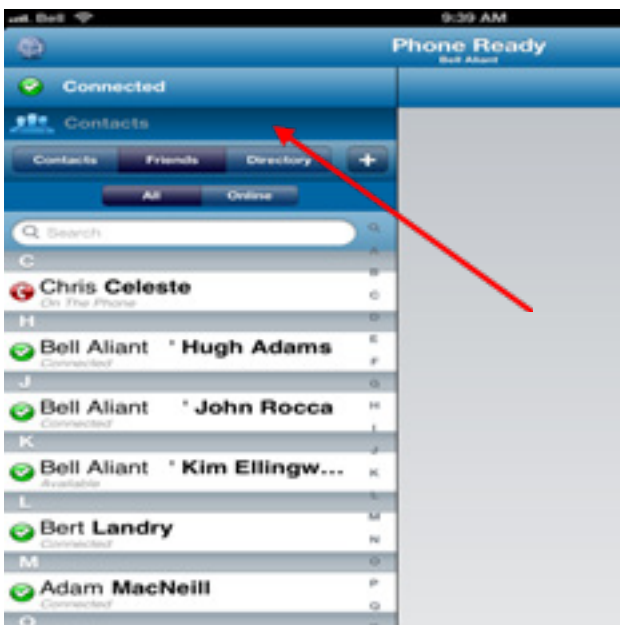 Bell 9:39 AM
Phone Ready
Bell Aliant
Connected
Contacts
Contacts Friends Directory +
All Online
Search
C
Chris Celeste
On The Phone
H
Bell Aliant * Hugh Adams
Connected
J
Bell Aliant * John Rocca
Connected
K
Bell Aliant * Kim Ellingw...
Available
L
Bert Landry
Connected
M
Adam MacNeill
Connected
O
A
B
C
D
E
F
G
H
I
J
K
L
M
N
O
P
Q